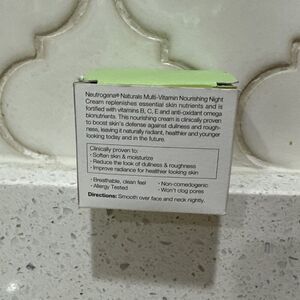 Neutrogena® Naturals Multi-Vitamin Nourishing Night
Cream replenishes essential skin nutrients and is
fortified with vitamins B, C, E and anti-oxidant omega
bionutrients. This nourishing cream is clinically proven
to boost skin's defense against dullness and rough-
ness, leaving it naturally radiant, healthier and younger
looking today and in the future.
Clinically proven to:
• Soften skin & moisturize
• Reduce the look of dullness & roughness
• Improve radiance for healthier looking skin
• Breathable, clean feel • Non-comedogenic
• Allergy Tested • Won't clog pores
Directions: Smooth over face and neck nightly.